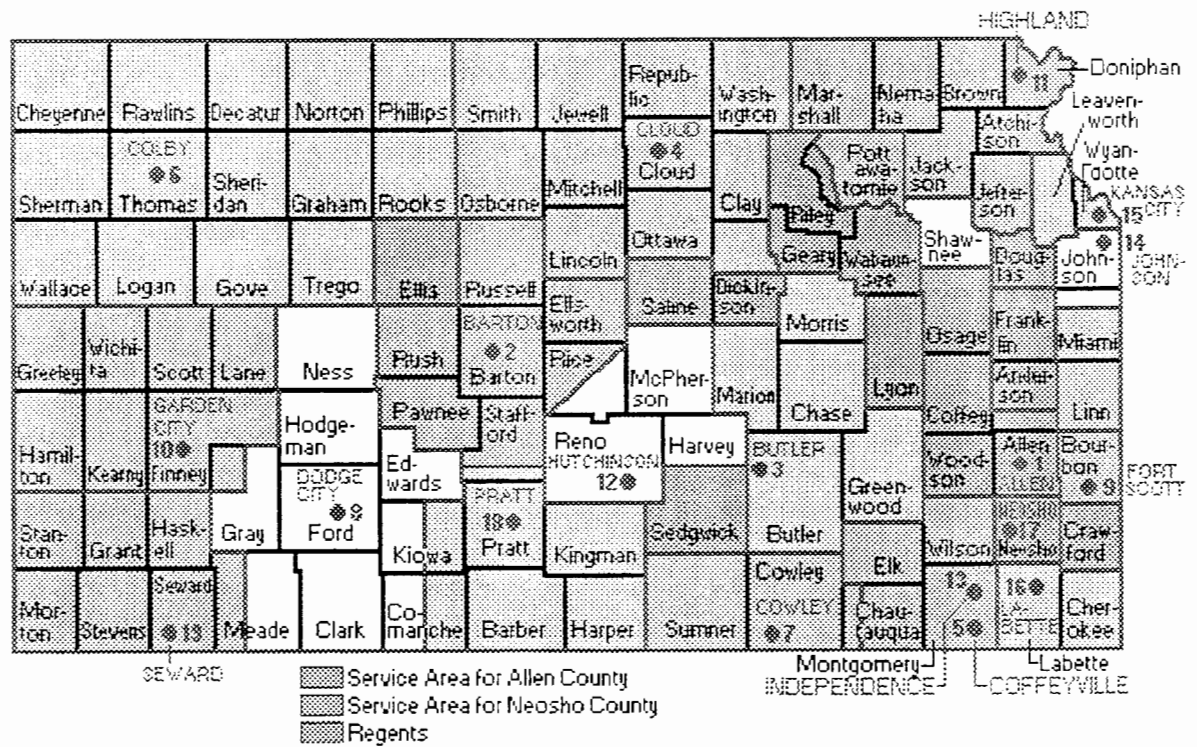 HIGHLAND
Doniphan
11
Cheyenne
Rawlins
Decatur
Norton
Phillips
Smith
Jewell
Repub-
lic
Wash-
ington
Mar-
shall
Nema-
ha
Brown
Leaven-
worth
Atchi-
son
Wyan-
dotte
COLBY
6
Sherman
Thomas
Sheri-
dan
Graham
Rooks
Osborne
Mitchell
CLOUD
4
Cloud
Clay
Riley
Pott
awa-
tomie
Jack-
son
Jeffer-
son
KANSAS
CITY
15
Wallace
Logan
Gove
Trego
Ellis
Russell
Lincoln
Ottawa
Geary
Wabaun-
see
Shaw-
nee
Doug-
las
John-
son
14
JOHN-
SON
Ells-
worth
Saline
Dickin-
son
Morris
Greeley
Wichi-
ta
Scott
Lane
Ness
Rush
BARTON
2
Barton
Rice
McPher-
son
Marion
Chase
Lyon
Osage
Frank-
lin
Miami
Hamil-
ton
Kearny
GARDEN
CITY
10
Finney
Hodge-
man
Pawnee
Staff-
ord
Reno
HUTCHINSON
12
Harvey
BUTLER
3
Butler
Green-
wood
Coffey
Ander-
son
Linn
Ed-
wards
Wood-
son
Allen
1
ALLEN
Bour-
bon
9
FORT
SCOTT
Stan-
ton
Grant
Hask-
ell
Gray
DODGE
CITY
Ford
Kiowa
PRATT
18
Pratt
Kingman
Sedgwick
Elk
Wilson
NEOSHO
17
Neosho
Craw-
ford
Mor-
ton
Stevens
Seward
Meade
Clark
Co-
manche
Barber
Harper
Sumner
Cowley
COWLEY
7
Chau-
tauqua
13
5
16
LA-
BETTE
Cher-
okee
SEWARD
Montgomery
Labette
INDEPENDENCE
COFFEYVILLE
Service Area for Allen County
Service Area for Neosho County
Regents